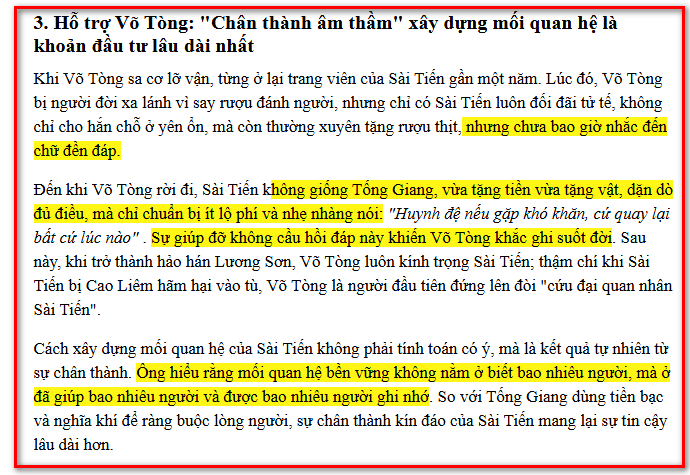 3. Hỗ trợ Võ Tòng: "Chân thành âm thầm" xây dựng mối quan hệ là
khoản đầu tư lâu dài nhất
Khi Võ Tòng sa cơ lỡ vận, từng ở lại trang viên của Sài Tiến gần một năm. Lúc đó, Võ Tòng
bị người đời xa lánh vì say rượu đánh người, nhưng chỉ có Sài Tiến luôn đối đãi tử tế, không
chỉ cho hắn chỗ ở yên ổn, mà còn thường xuyên tặng rượu thịt, nhưng chưa bao giờ nhắc đến
chữ đền đáp.
Đến khi Võ Tòng rời đi, Sài Tiến không giống Tống Giang, vừa tặng tiền vừa tặng vật, dặn dò
đủ điều, mà chỉ chuẩn bị ít lộ phí và nhẹ nhàng nói: "Huynh đệ nếu gặp khó khăn, cứ quay lại
bất cứ lúc nào" . Sự giúp đỡ không cầu hồi đáp này khiến Võ Tòng khắc ghi suốt đời. Sau
này, khi trở thành hảo hán Lương Sơn, Võ Tòng luôn kính trọng Sài Tiến; thậm chí khi Sài
Tiến bị Cao Liêm hãm hại vào tù, Võ Tòng là người đầu tiên đứng lên đòi "cứu đại quan nhân
Sài Tiến".
Cách xây dựng mối quan hệ của Sài Tiến không phải tính toán có ý, mà là kết quả tự nhiên từ
sự chân thành. Ông hiểu rằng mối quan hệ bền vững không nằm ở biết bao nhiêu người, mà ở
đã giúp bao nhiêu người và được bao nhiêu người ghi nhớ. So với Tống Giang dùng tiền bạc
và nghĩa khí để ràng buộc lòng người, sự chân thành kín đáo của Sài Tiến mang lại sự tin cậy
lâu dài hơn.